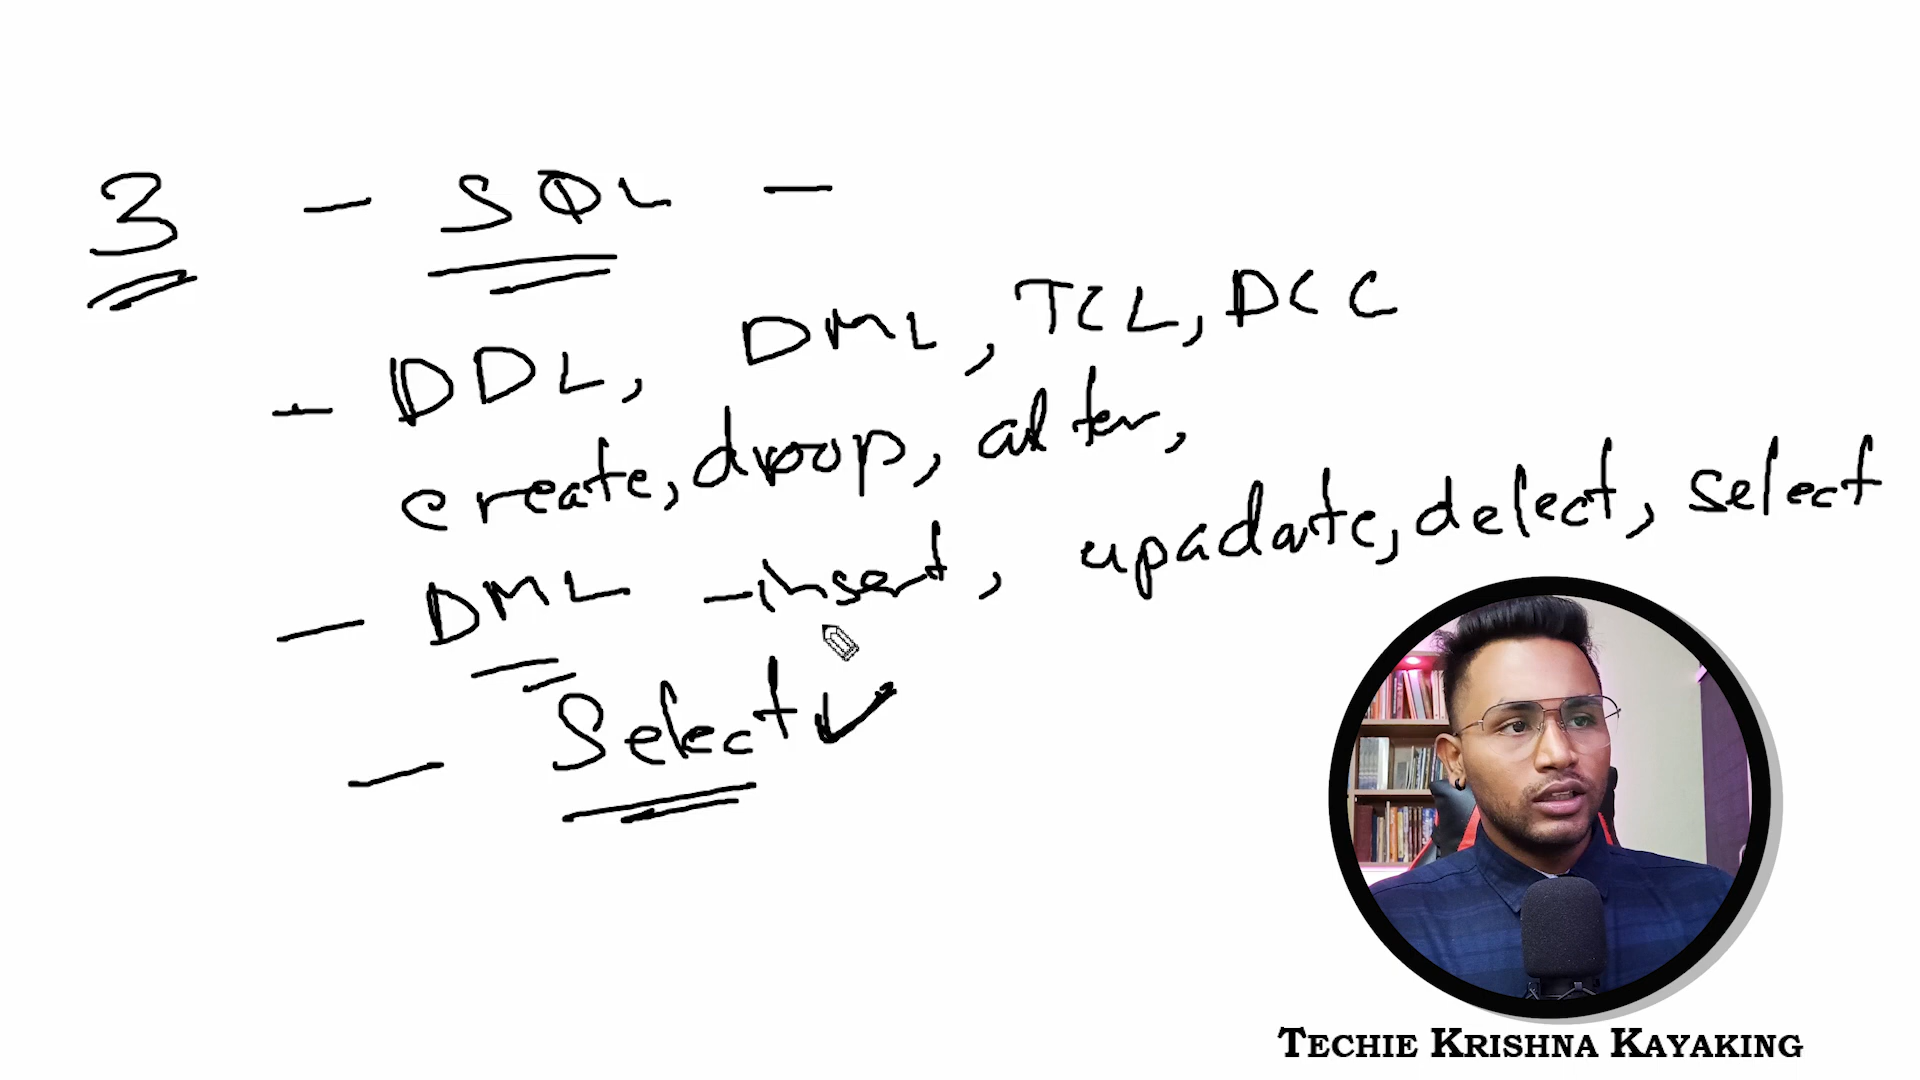 3 - SQL -
- DDL, DML, TCL, DCL
create, droop, alter,
- DML - insert, upadate, delect, select
- Select ✓
TECHIE KRISHNA KAYAKING